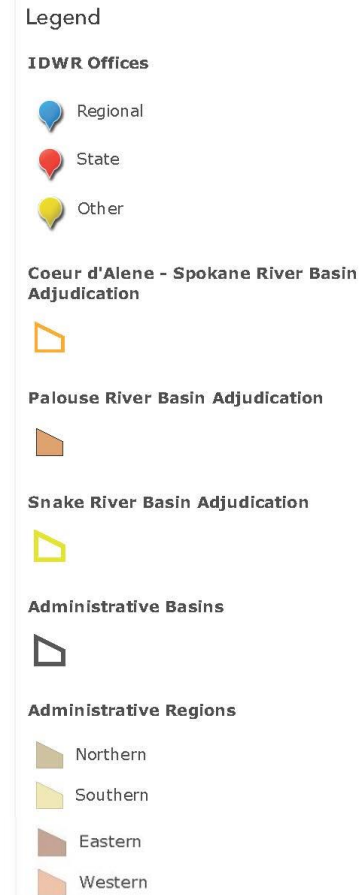 Legend
IDWR Offices
Regional
State
Other
Coeur d'Alene - Spokane River Basin
Adjudication
Palouse River Basin Adjudication
Snake River Basin Adjudication
Administrative Basins
Administrative Regions
Northern
Southern
Eastern
Western